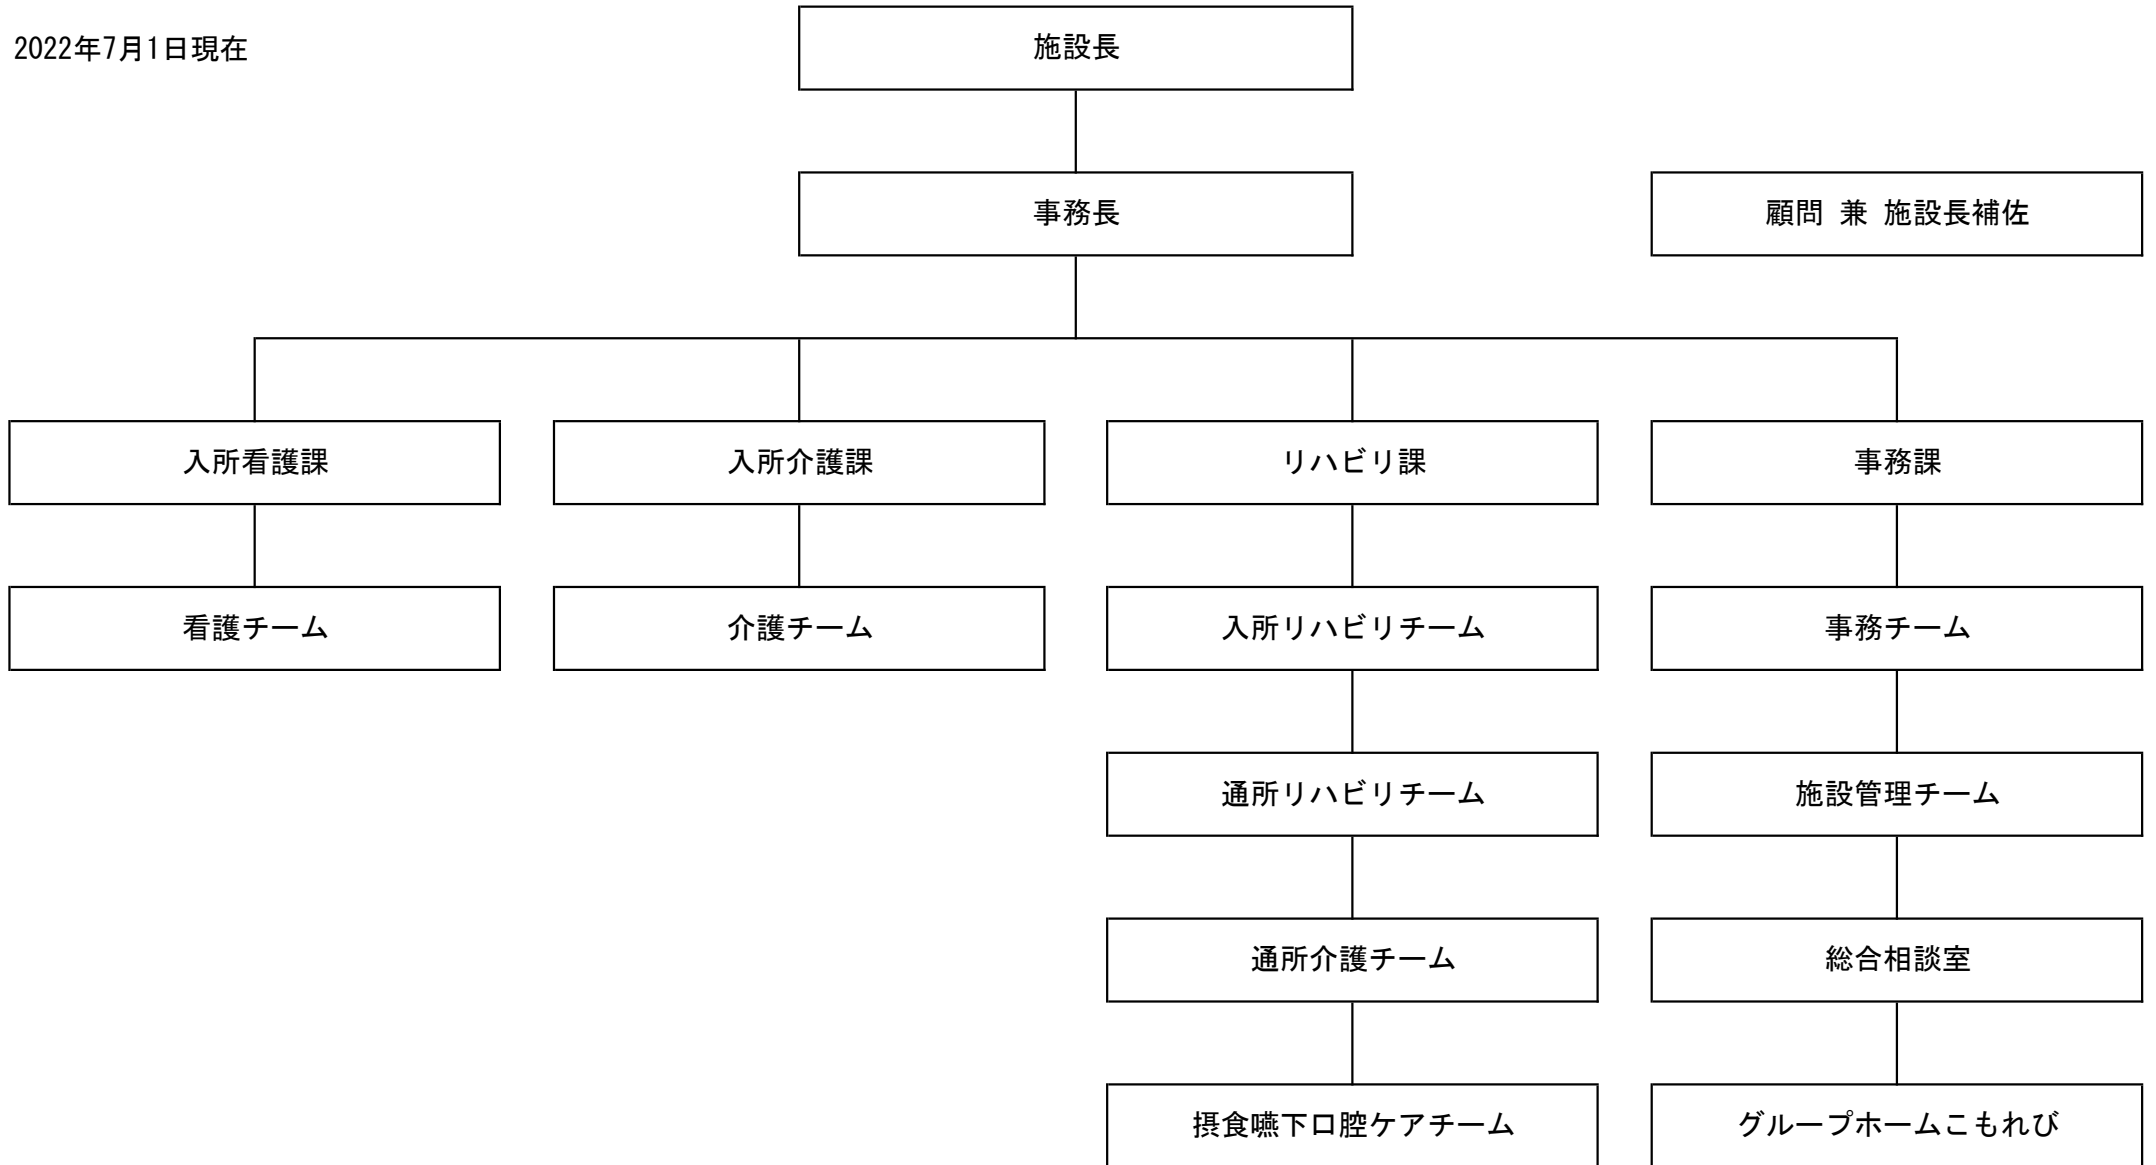 2022年7月1日現在
施設長
事務長
顧問 兼 施設長補佐
入所看護課
入所介護課
リハビリ課
事務課
看護チーム
介護チーム
入所リハビリチーム
事務チーム
通所リハビリチーム
施設管理チーム
通所介護チーム
総合相談室
摂食嚥下口腔ケアチーム
グループホームこもれび